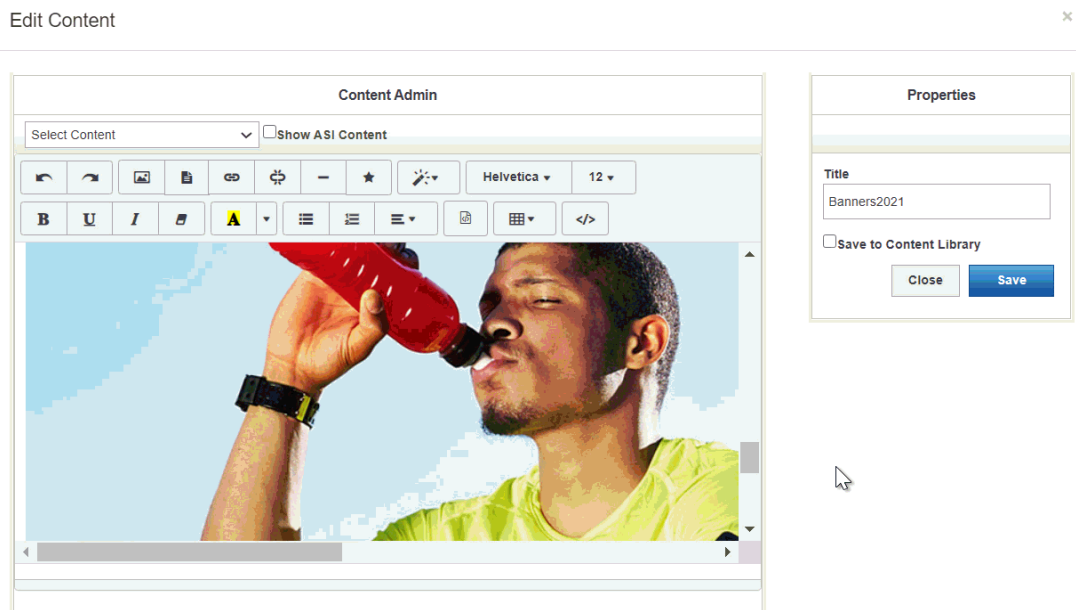 Edit Content
×
Content Admin
Select Content
Show ASI Content
Helvetica
12
B U I
A
</>
Properties
Title
Banners2021
Save to Content Library
Close
Save